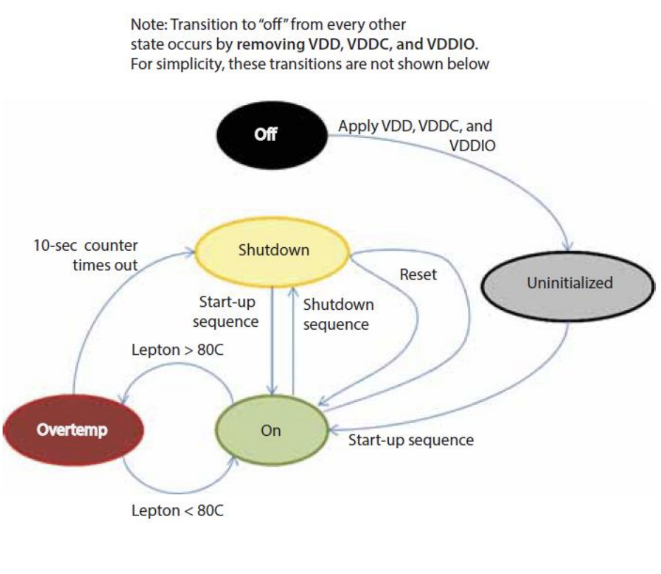 Note: Transition to "off" from every other
state occurs by removing VDD, VDDC, and VDDIO.
For simplicity, these transitions are not shown below
Off
Apply VDD, VDDC, and
VDDIO
10-sec counter
times out
Shutdown
Reset
Uninitialized
Start-up
sequence
Shutdown
sequence
Lepton > 80C
Overtemp
On
Start-up sequence
Lepton < 80C